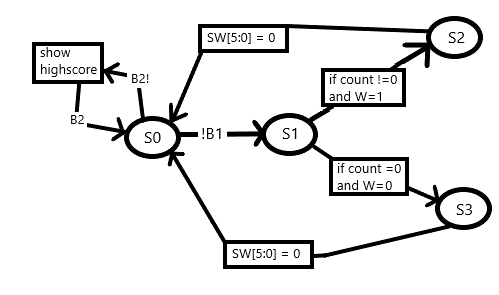 SW[5:0] = 0
S2
show
highscore
B2!
if count !=0
and W=1
B2
S0
!B1
S1
if count =0
and W=0
S3
SW[5:0] = 0